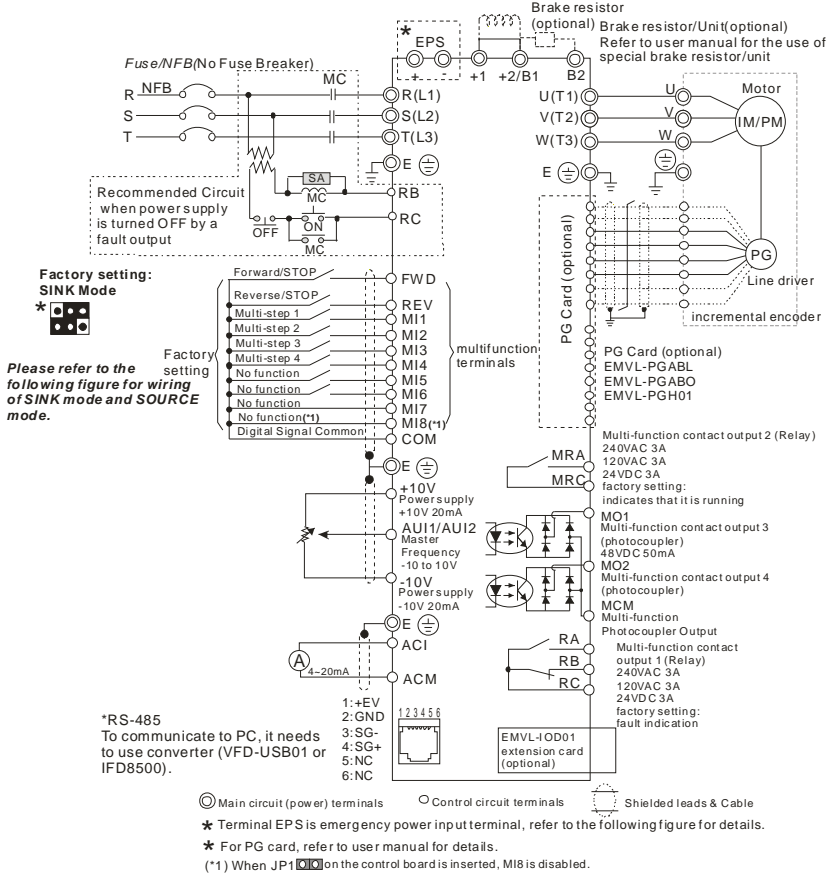 Brake resistor
(optional)
Brake resistor/Unit(optional)
Refer to user manual for the use of
special brake resistor/unit
*
EPS
+
-
+1
+2/B1
B2
Fuse/NFB(No Fuse Breaker)
NFB
MC
R
S
T
R(L1)
S(L2)
T(L3)
E
SA
MC
RB
RC
OFF
ON
MC
Recommended Circuit
when power supply
is turned OFF by a
fault output
U(T1)
V(T2)
W(T3)
E
U
V
W
Motor
IM/PM
PG
Line driver
incremental encoder
PG Card (optional)
PG Card (optional)
EMVL-PGABL
EMVL-PGABO
EMVL-PGH01
Factory setting:
SINK Mode
*
Please refer to the
following figure for wiring
of SINK mode and SOURCE
mode.
Factory
setting
Forward/STOP
Reverse/STOP
Multi-step 1
Multi-step 2
Multi-step 3
Multi-step 4
No function
No function
No function
No function(*1)
Digital Signal Common
FWD
REV
MI1
MI2
MI3
MI4
MI5
MI6
MI7
MI8(*1)
COM
multifunction
terminals
E
+10V
Power supply
+10V 20mA
AUI1/AUI2
Master
Frequency
-10 to 10V
-10V
Power supply
-10V 20mA
E
ACI
A
4~20mA
ACM
MRA
MRC
Multi-function contact output 2 (Relay)
240VAC 3A
120VAC 3A
24VDC 3A
factory setting:
indicates that it is running
MO1
Multi-function contact output 3
(photocoupler)
48VDC 50mA
MO2
Multi-function contact output 4
(photocoupler)
MCM
Multi-function
Photocoupler Output
RA
RB
RC
Multi-function contact
output 1 (Relay)
240VAC 3A
120VAC 3A
24VDC 3A
factory setting:
fault indication
*RS-485
To communicate to PC, it needs
to use converter (VFD-USB01 or
IFD8500).
1:+EV
2:GND
3:SG-
4:SG+
5:NC
6:NC
1 2 3 4 5 6
EMVL-IOD01
extension card
(optional)
Main circuit (power) terminals
Control circuit terminals
Shielded leads & Cable
* Terminal EPS is emergency power input terminal, refer to the following figure for details.
* For PG card, refer to user manual for details.
(*1) When JP1 on the control board is inserted, MI8 is disabled.